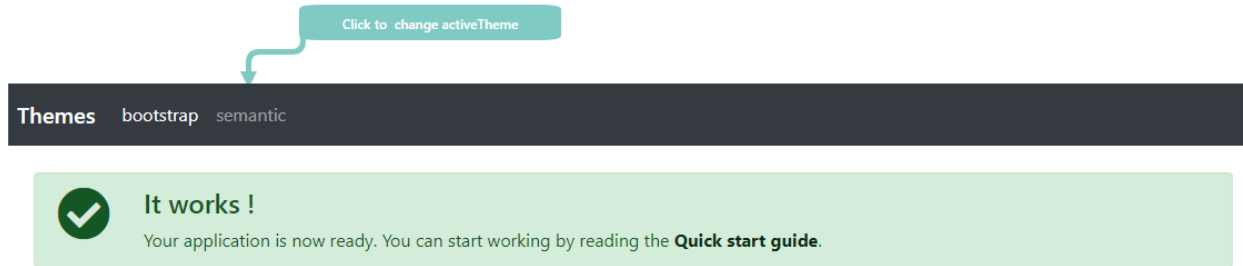 Click to change activeTheme
Themes bootstrap semantic
It works !
Your application is now ready. You can start working by reading the Quick start guide.